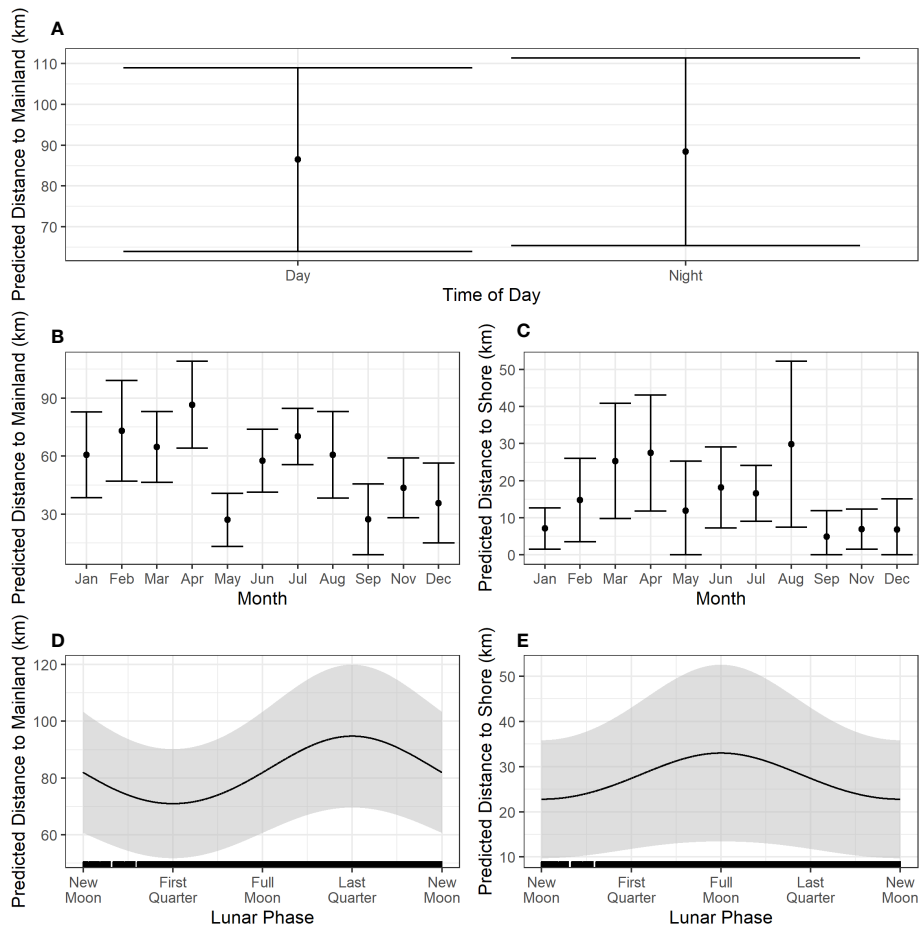 A
Predicted Distance to Mainland (km)
110
100
90
80
70
Day
Night
Time of Day
B
Predicted Distance to Mainland (km)
90
60
30
Jan Feb Mar Apr May Jun Jul Aug Sep Nov Dec
Month
C
Predicted Distance to Shore (km)
50
40
30
20
10
0
Jan Feb Mar Apr May Jun Jul Aug Sep Nov Dec
Month
D
Predicted Distance to Mainland (km)
120
100
80
60
New Moon
First Quarter
Full Moon
Last Quarter
New Moon
Lunar Phase
E
Predicted Distance to Shore (km)
50
40
30
20
10
New Moon
First Quarter
Full Moon
Last Quarter
New Moon
Lunar Phase